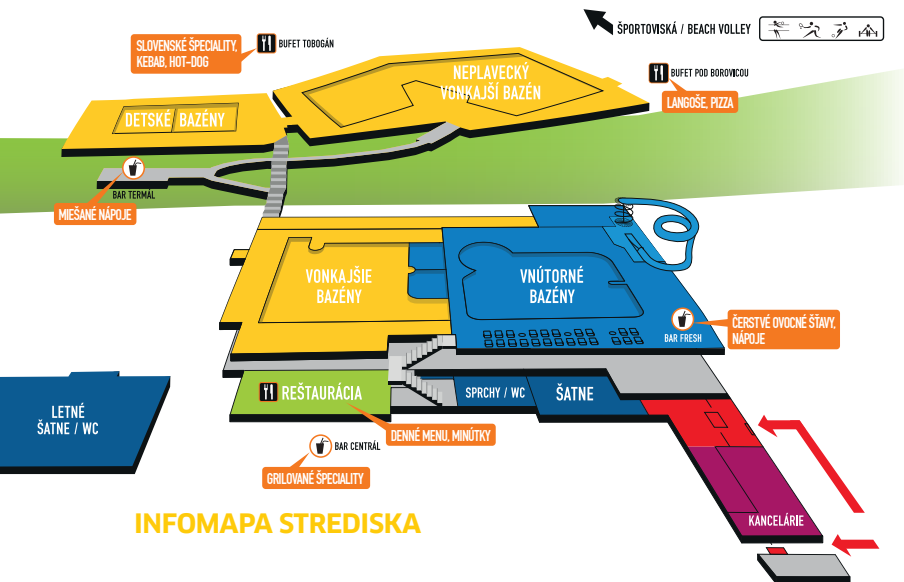 ŠPORTOVISKÁ / BEACH VOLLEY
SLOVENSKÉ ŠPECIALITY,
KEBAB, HOT-DOG
BUFET TOBOGÁN
NEPLAVECKÝ
VONKAJŠÍ BAZÉN
BUFET POD BOROVICOU
LANGOŠE, PIZZA
DETSKÉ BAZÉNY
BAR TERMÁL
MIEŠANÉ NÁPOJE
VONKAJŠIE
BAZÉNY
VNÚTORNÉ
BAZÉNY
BAR FRESH
ČERSTVÉ OVOCNÉ ŠŤAVY,
NÁPOJE
REŠTAURÁCIA
SPRCHY / WC
ŠATNE
LETNÉ
ŠATNE / WC
DENNÉ MENU, MINÚTKY
BAR CENTRÁL
GRILOVANÉ ŠPECIALITY
KANCELÁRIE
INFOMAPA STREDISKA